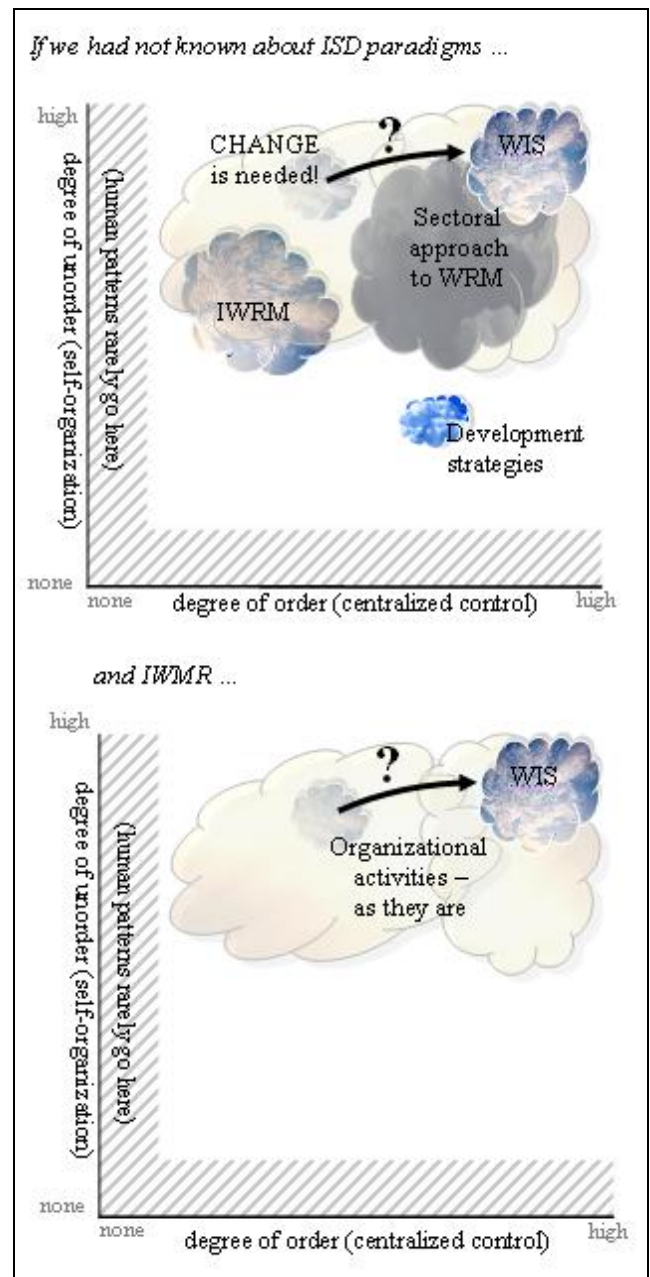 If we had not known about ISD paradigms ...
high
CHANGE
is needed!
?
WIS
Sectoral
approach
to WRM
IWRM
Development
strategies
degree of unorder (self-organization)
(human patterns rarely go here)
none
none
degree of order (centralized control)
high
and IWMR ...
high
?
WIS
Organizational
activities –
as they are
degree of unorder (self-organization)
(human patterns rarely go here)
none
none
degree of order (centralized control)
high